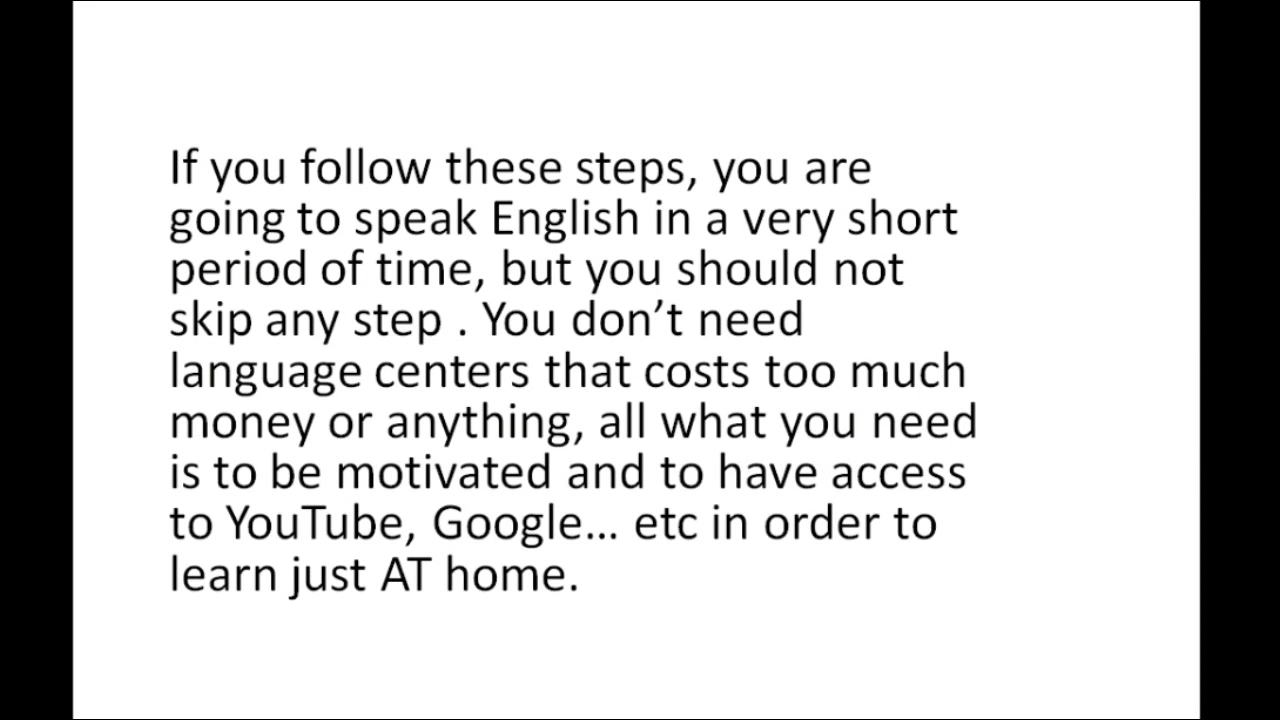 If you follow these steps, you are
going to speak English in a very short
period of time, but you should not
skip any step . You don’t need
language centers that costs too much
money or anything, all what you need
is to be motivated and to have access
to YouTube, Google… etc in order to
learn just AT home.